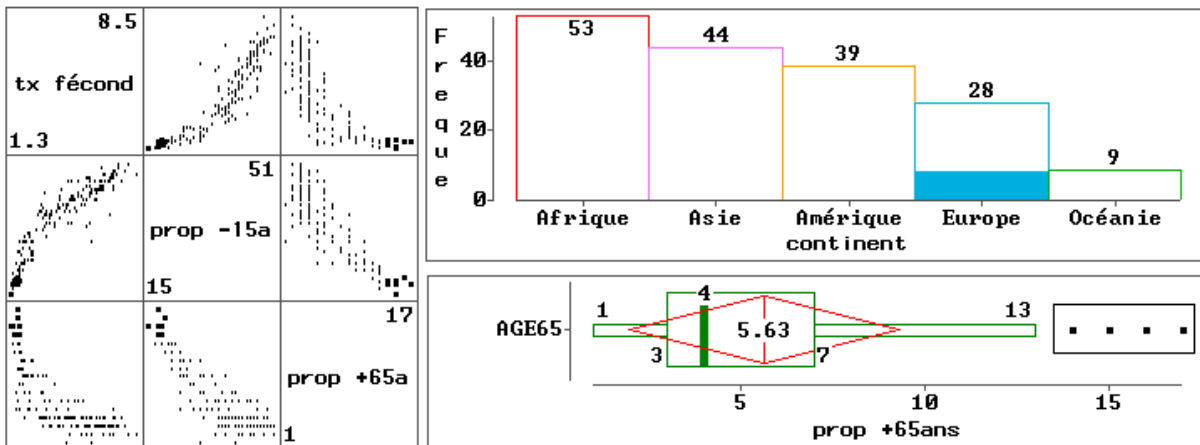 8.5
tx fécond
1.3
51
prop -15a
15
17
prop +65a
1
Freque
40
20
0
53
44
39
28
9
Afrique Asie Amérique Europe Océanie
continent
AGE65
1
4
13
5.63
3
7
5 10 15
prop +65ans